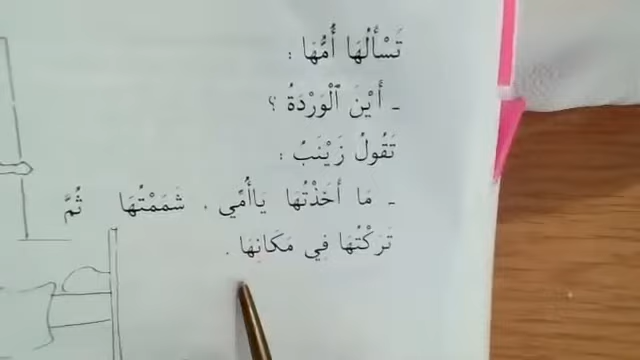 تَسْأَلُهَا أُمُّهَا :
ـ أَيْنَ ٱلْوَرْدَةُ ؟
تَقُولُ زَيْنَبُ :
ـ مَا أَخَذْتُهَا يَاأُمِّي . شَمَمْتُهَا ثُمَّ
تَرَكْتُهَا فِي مَكَانِهَا .